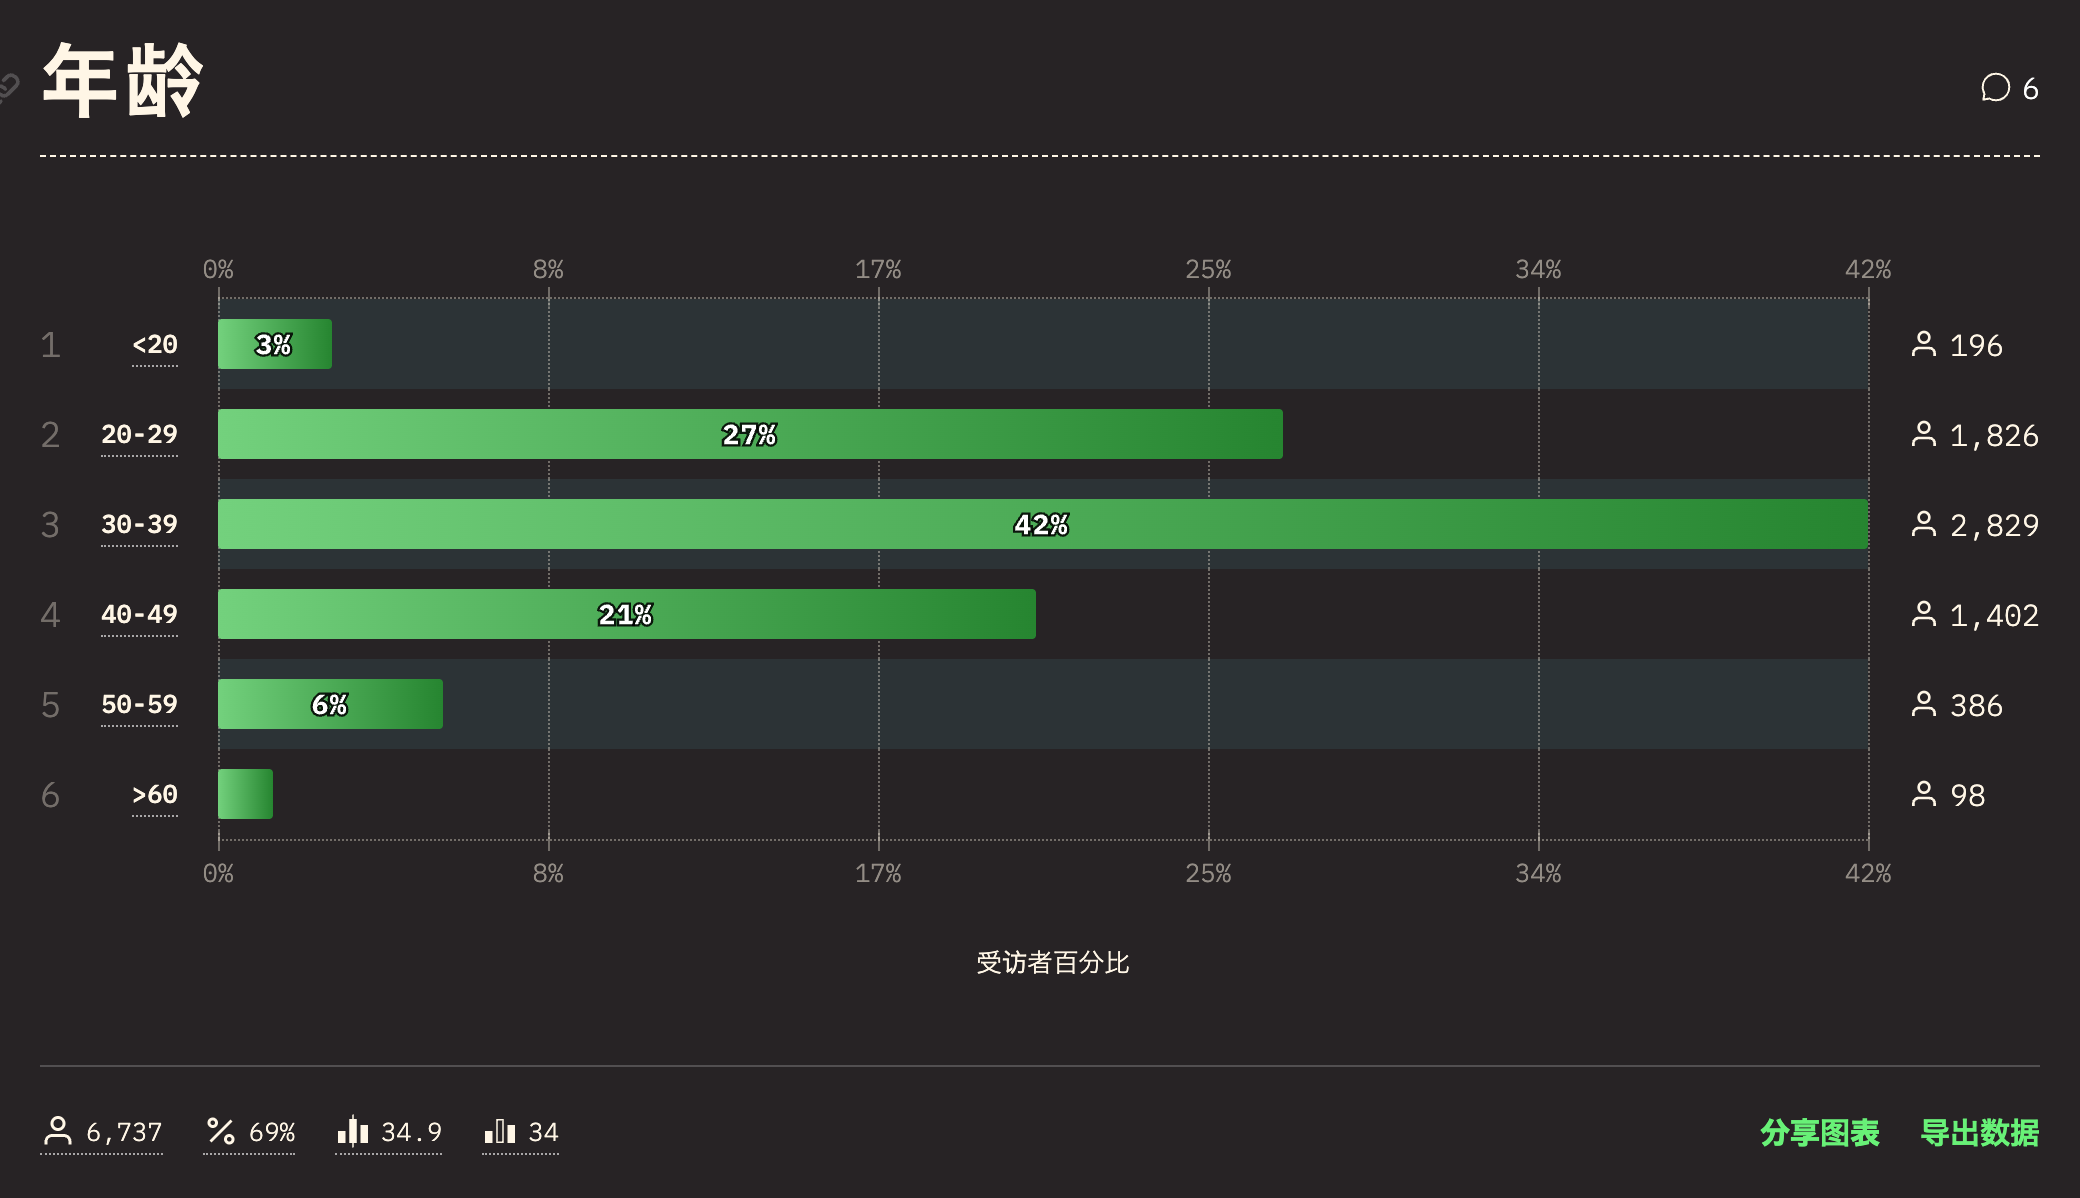 年龄
6
0% 8% 17% 25% 34% 42%
1 <20 3% 196
2 20-29 27% 1,826
3 30-39 42% 2,829
4 40-49 21% 1,402
5 50-59 6% 386
6 >60 98
0% 8% 17% 25% 34% 42%
受访者百分比
6,737 69% 34.9 34 分享图表 导出数据